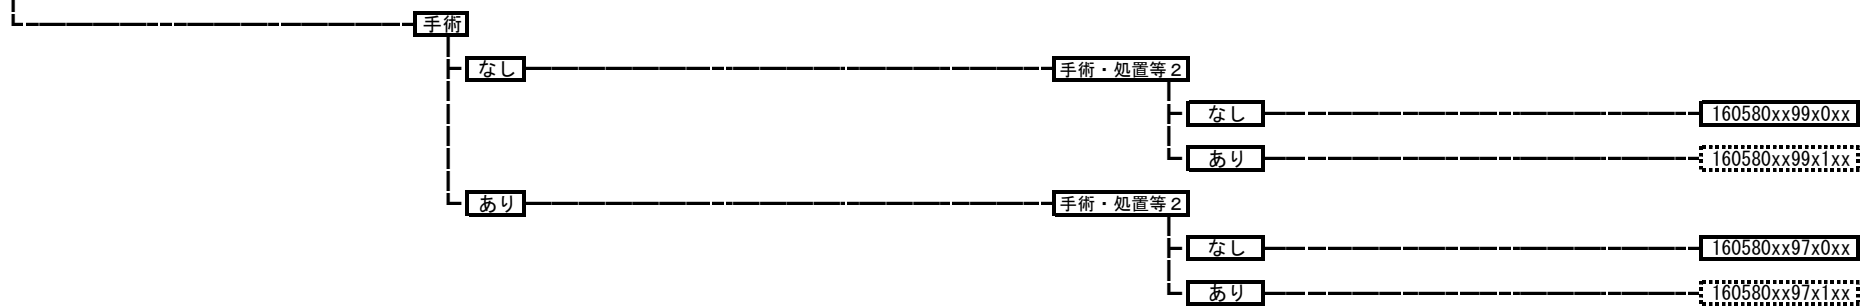 手術
なし 手術・処置等２
なし 160580xx99x0xx
あり 160580xx99x1xx
あり 手術・処置等２
なし 160580xx97x0xx
あり 160580xx97x1xx